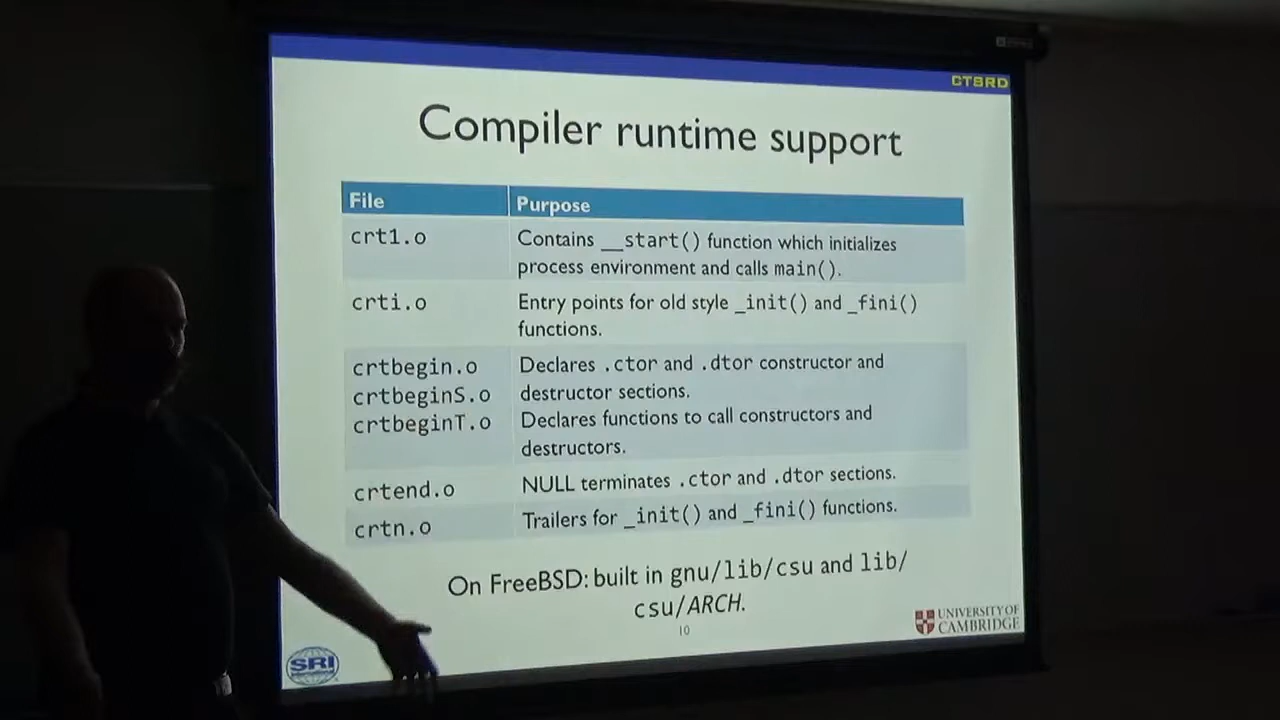 CTSRD
Compiler runtime support
File Purpose
crt1.o Contains __start() function which initializes
process environment and calls main().
crti.o Entry points for old style _init() and _fini()
functions.
crtbegin.o Declares .ctor and .dtor constructor and
crtbeginS.o destructor sections.
crtbeginT.o Declares functions to call constructors and
destructors.
crtend.o NULL terminates .ctor and .dtor sections.
crtn.o Trailers for _init() and _fini() functions.
On FreeBSD: built in gnu/lib/csu and lib/
csu/ARCH.
10
SRI
UNIVERSITY OF
CAMBRIDGE